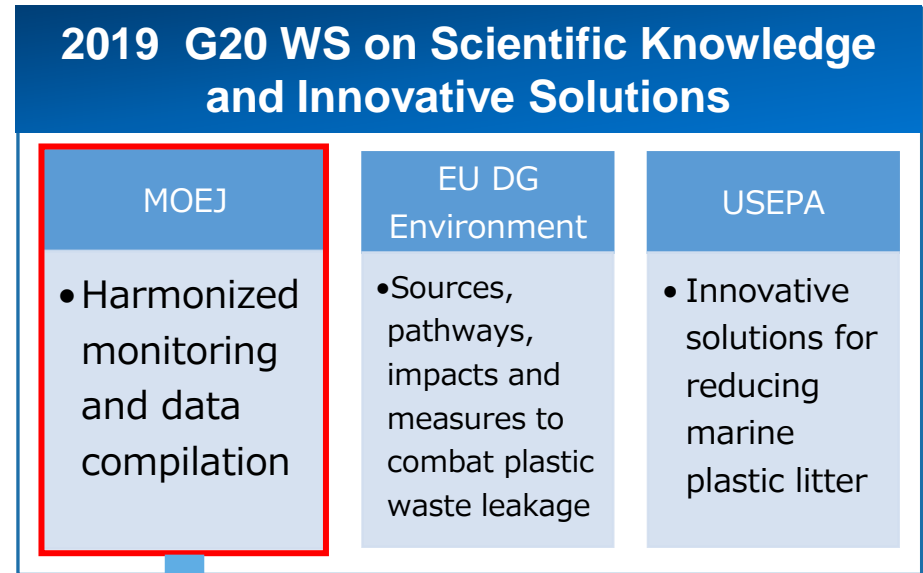 2019 G20 WS on Scientific Knowledge
and Innovative Solutions
MOEJ
•Harmonized
monitoring
and data
compilation
EU DG
Environment
•Sources,
pathways,
impacts and
measures to
combat plastic
waste leakage
USEPA
• Innovative
solutions for
reducing
marine
plastic litter